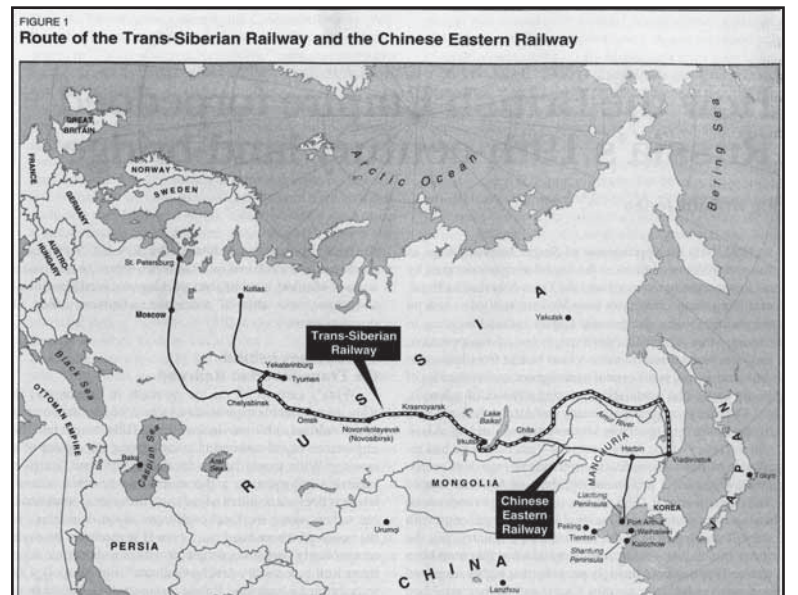 FIGURE 1
Route of the Trans-Siberian Railway and the Chinese Eastern Railway
GREAT
BRITAIN
NORWAY
SWEDEN
FRANCE
GERMANY
AUSTRO-
HUNGARY
Arctic Ocean
Bering Sea
St. Petersburg
Kotlas
Moscow
Yakutsk
Trans-Siberian
Railway
RUSSIA
Yekaterinburg
Tyumen
Chelyabinsk
Omsk
Novonikolayevsk
(Novosibirsk)
Krasnoyarsk
Lake
Baikal
Irkutsk
Chita
Amur River
MANCHURIA
Harbin
Vladivostok
Black Sea
OTTOMAN EMPIRE
Caspian Sea
Baku
Aral
Sea
MONGOLIA
Chinese
Eastern
Railway
Liaotung
Peninsula
KOREA
JAPAN
Tokyo
Port Arthur
Weihaiwei
Kaiochow
Peking
Tientsin
Shantung
Peninsula
Urumqi
PERSIA
CHINA
Lanzhou